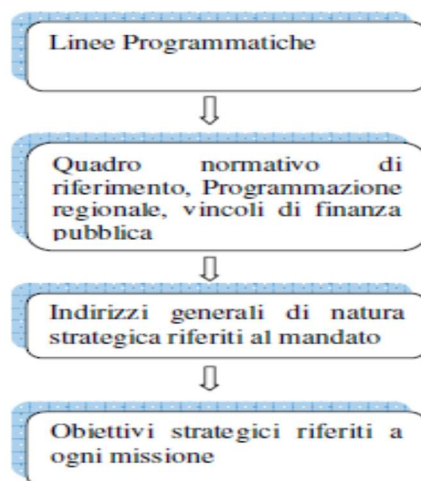 Linee Programmatiche
Quadro normativo di
riferimento, Programmazione
regionale, vincoli di finanza
pubblica
Indirizzi generali di natura
strategica riferiti al mandato
Obiettivi strategici riferiti a
ogni missione